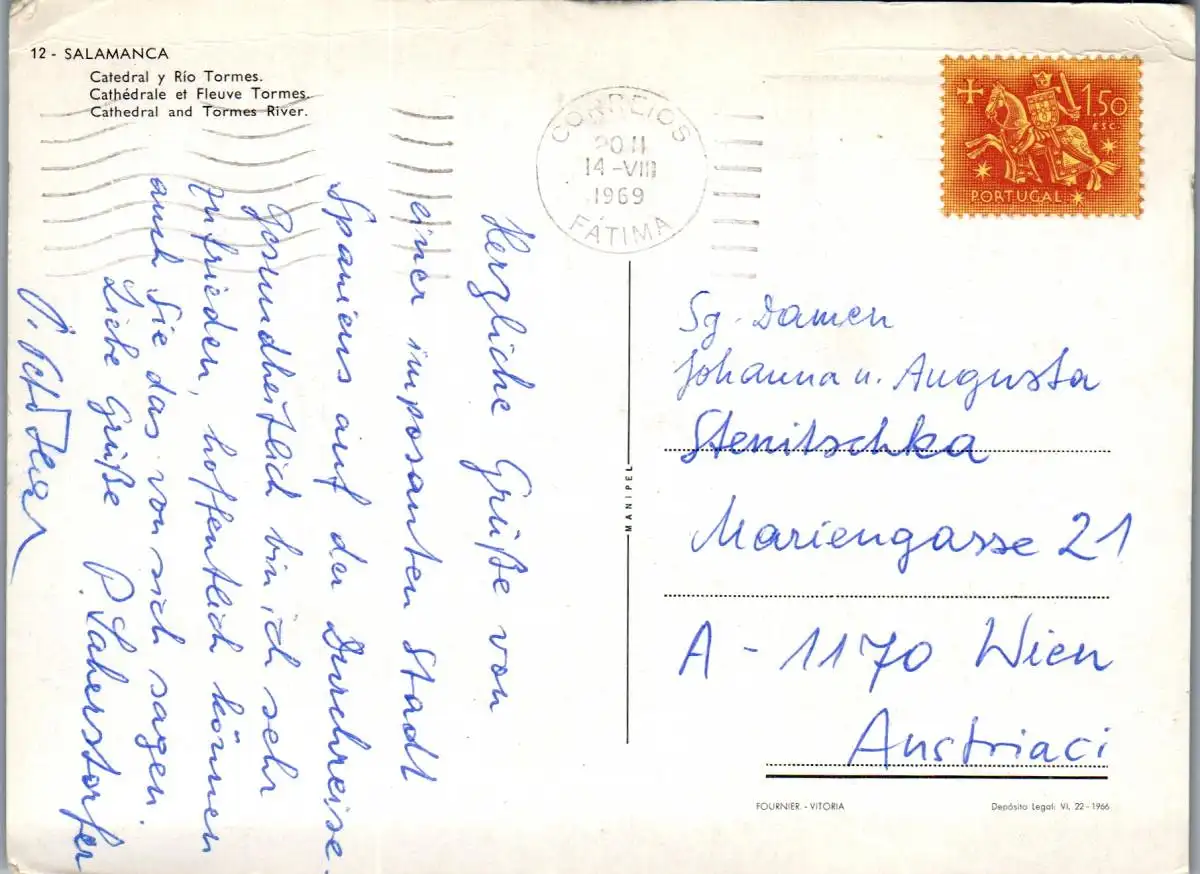 12 - SALAMANCA
Catedral y Río Tormes.
Cathédrale et Fleuve Tormes.
Cathedral and Tormes River.
CORREIOS
20 H
14 -VIII
1969
FÁTIMA
1$50
ESC.
PORTUGAL
Herzliche Grüße von
einer imposanten Stadt
Spaniens auf der Durchreise.
Gesundheitlich bin ich sehr
zufrieden, hoffentlich können
auch Sie das von sich sagen.
Liebe Grüße P. Saherstorfer
MANIPEL
Sg. Damen
Johanna u. Augusta
Stenitschka
Mariengasse 21
A - 1170 Wien
Austriaci
FOURNIER. - VITORIA
Depósito Legal: VI. 22 - 1966